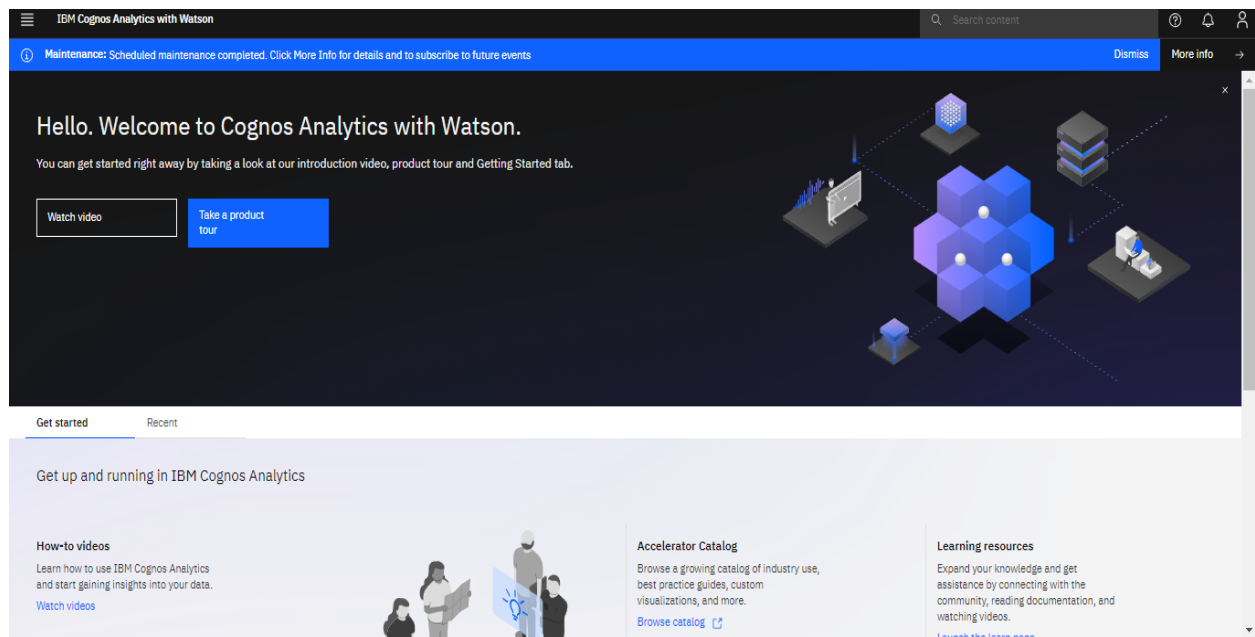 IBM Cognos Analytics with Watson
Search content
Maintenance: Scheduled maintenance completed. Click More Info for details and to subscribe to future events
Dismiss
More info
Hello. Welcome to Cognos Analytics with Watson.
You can get started right away by taking a look at our introduction video, product tour and Getting Started tab.
Watch video
Take a product
tour
Get started
Recent
Get up and running in IBM Cognos Analytics
How-to videos
Learn how to use IBM Cognos Analytics
and start gaining insights into your data.
Watch videos
Accelerator Catalog
Browse a growing catalog of industry use,
best practice guides, custom
visualizations, and more.
Browse catalog
Learning resources
Expand your knowledge and get
assistance by connecting with the
community, reading documentation, and
watching videos.
Launch the learn page